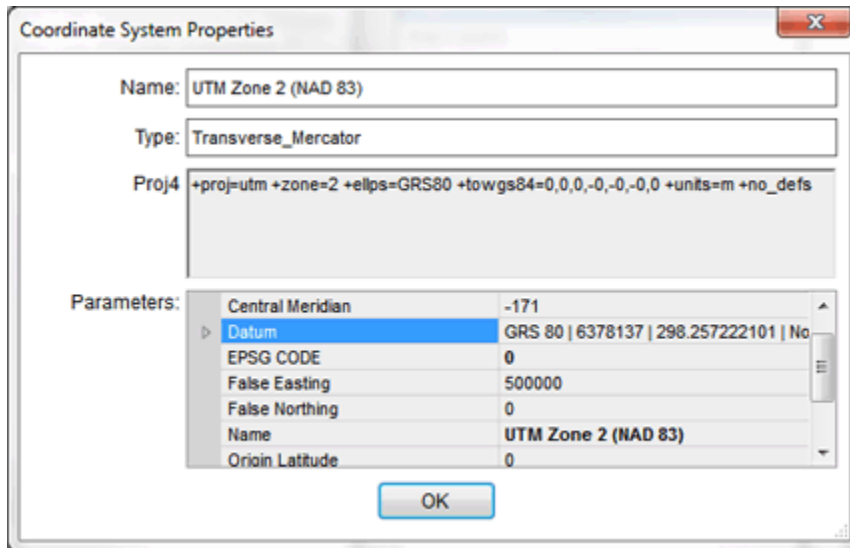 Coordinate System Properties
Name: UTM Zone 2 (NAD 83)
Type: Transverse_Mercator
Proj4 +proj=utm +zone=2 +ellps=GRS80 +towgs84=0,0,0,-0,-0,-0,0 +units=m +no_defs
Parameters:
Central Meridian -171
Datum GRS 80 | 6378137 | 298.257222101 | No
EPSG CODE 0
False Easting 500000
False Northing 0
Name UTM Zone 2 (NAD 83)
Origin Latitude 0
OK